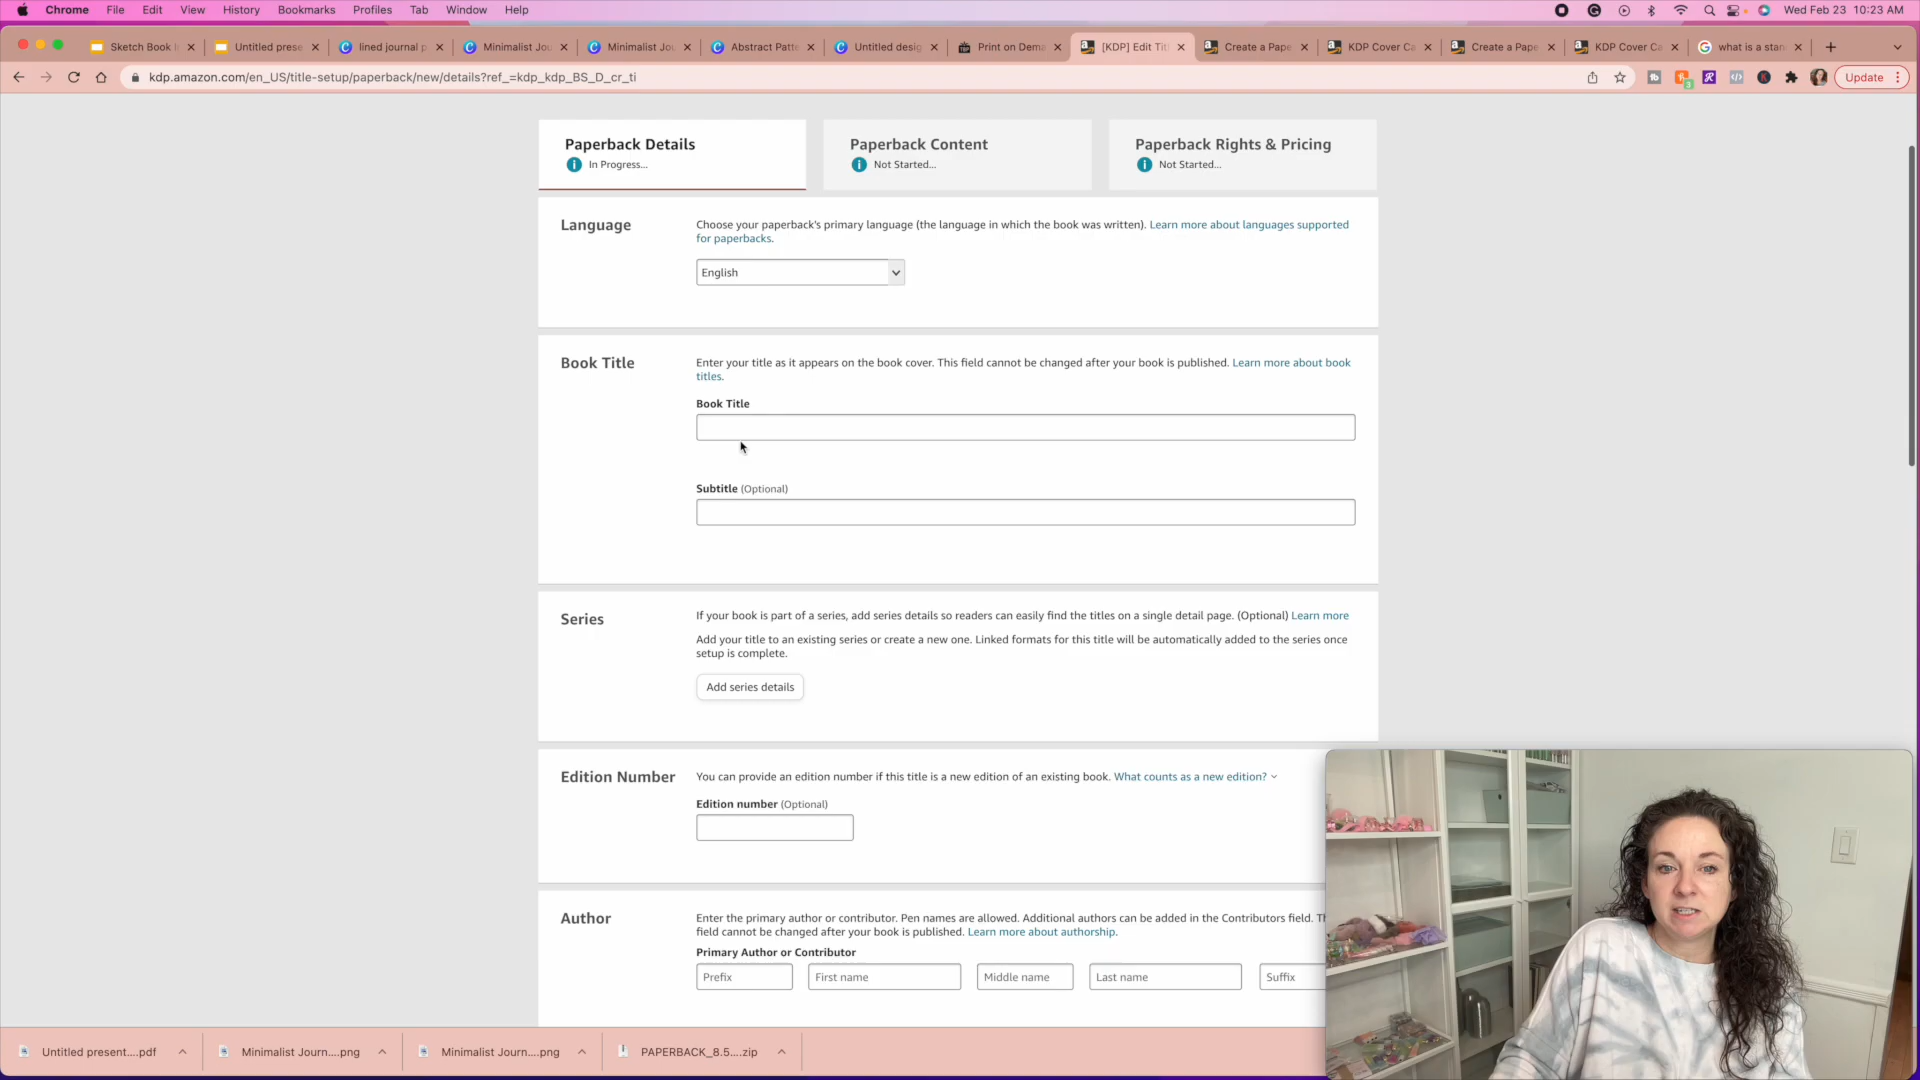 Chrome File Edit View History Bookmarks Profiles Tab Window Help Wed Feb 23 10:23 AM
Sketch Book I Untitled prese lined journal p Minimalist Jou Minimalist Jou Abstract Patte Untitled desig Print on Dema [KDP] Edit Titl Create a Pape KDP Cover Ca Create a Pape KDP Cover Ca what is a stan
kdp.amazon.com/en_US/title-setup/paperback/new/details?ref_=kdp_kdp_BS_D_cr_ti Update
Paperback Details Paperback Content Paperback Rights & Pricing
In Progress... Not Started... Not Started...
Language Choose your paperback's primary language (the language in which the book was written). Learn more about languages supported
for paperbacks.
English
Book Title Enter your title as it appears on the book cover. This field cannot be changed after your book is published. Learn more about book
titles.
Book Title
Subtitle (Optional)
Series If your book is part of a series, add series details so readers can easily find the titles on a single detail page. (Optional) Learn more
Add your title to an existing series or create a new one. Linked formats for this title will be automatically added to the series once
setup is complete.
Add series details
Edition Number You can provide an edition number if this title is a new edition of an existing book. What counts as a new edition?
Edition number (Optional)
Author Enter the primary author or contributor. Pen names are allowed. Additional authors can be added in the Contributors field. Th
field cannot be changed after your book is published. Learn more about authorship.
Primary Author or Contributor
Prefix First name Middle name Last name Suffix
Untitled present....pdf Minimalist Journ....png Minimalist Journ....png PAPERBACK_8.5....zip